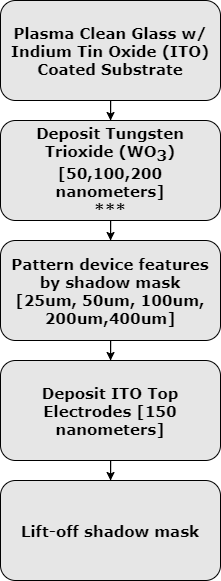 Plasma Clean Glass w/
Indium Tin Oxide (ITO)
Coated Substrate
Deposit Tungsten
Trioxide (WO3)
[50,100,200
nanometers]
***
Pattern device features
by shadow mask
[25um, 50um, 100um,
200um,400um]
Deposit ITO Top
Electrodes [150
nanometers]
Lift-off shadow mask